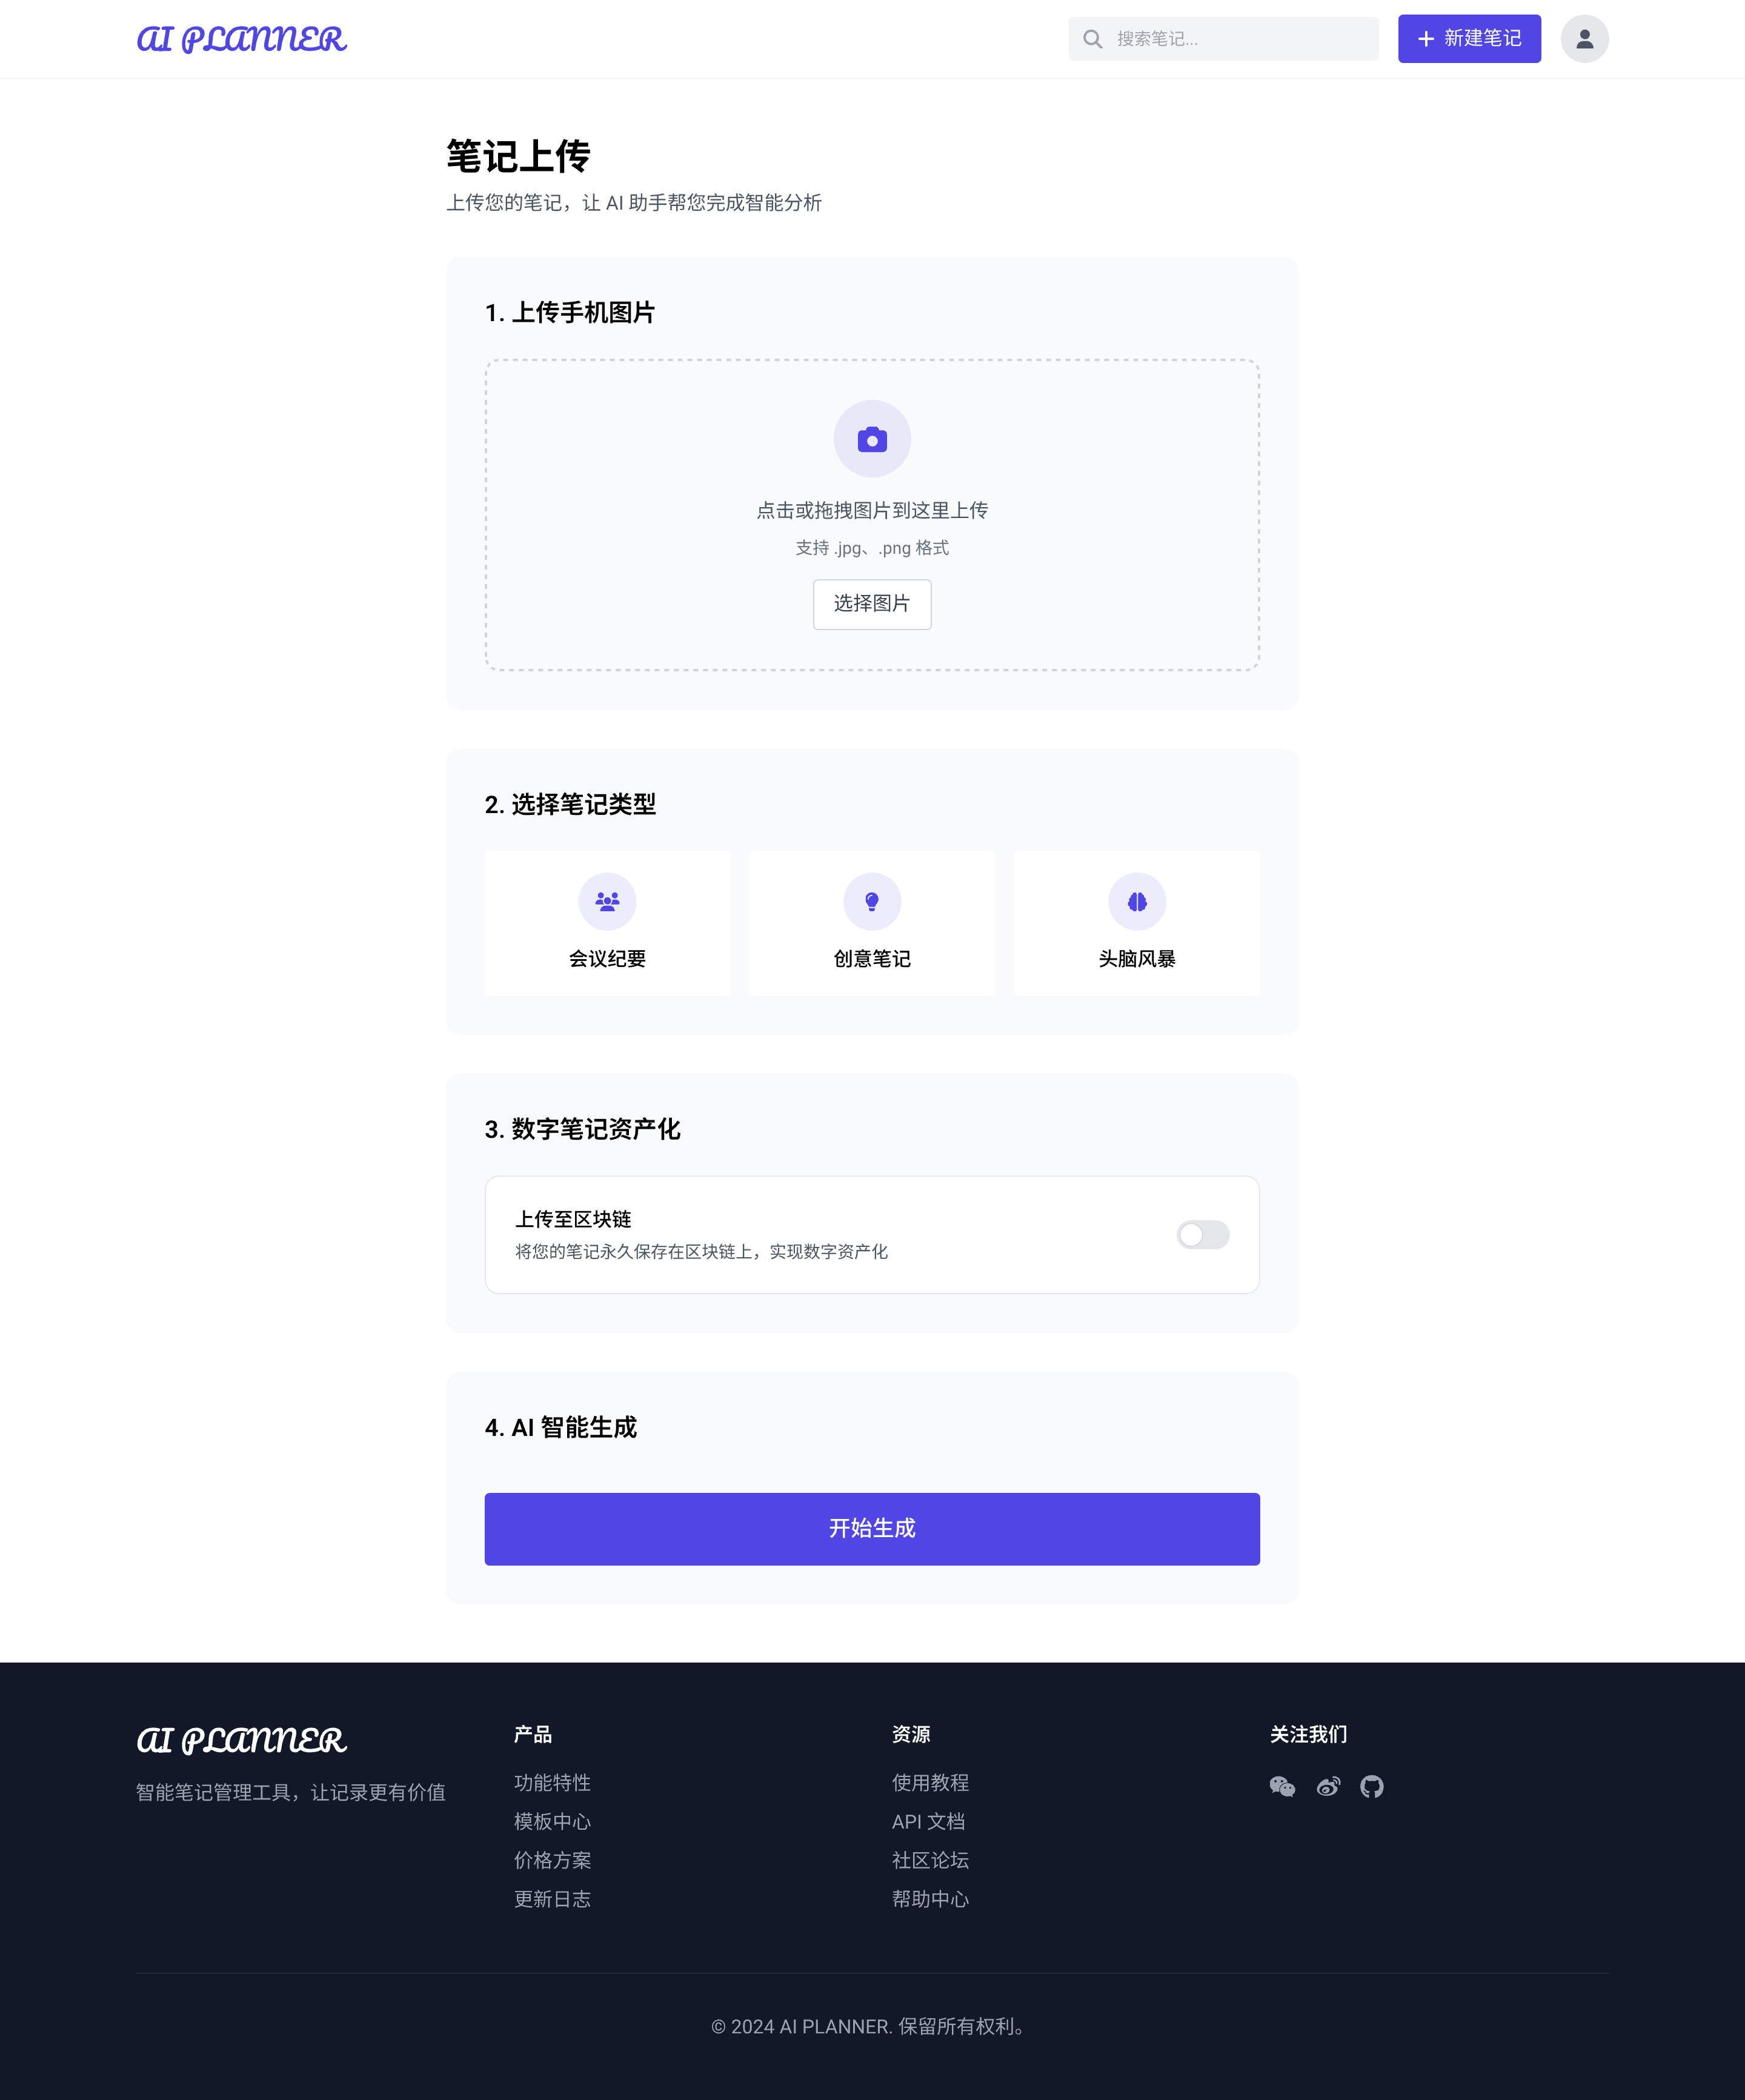 AI PLANNER
搜索笔记...
新建笔记
笔记上传
上传您的笔记，让 AI 助手帮您完成智能分析
1. 上传手机图片
点击或拖拽图片到这里上传
支持 .jpg、.png 格式
选择图片
2. 选择笔记类型
会议纪要
创意笔记
头脑风暴
3. 数字笔记资产化
上传至区块链
将您的笔记永久保存在区块链上，实现数字资产化
4. AI 智能生成
开始生成
AI PLANNER
智能笔记管理工具，让记录更有价值
产品
功能特性
模板中心
价格方案
更新日志
资源
使用教程
API 文档
社区论坛
帮助中心
关注我们
© 2024 AI PLANNER. 保留所有权利。